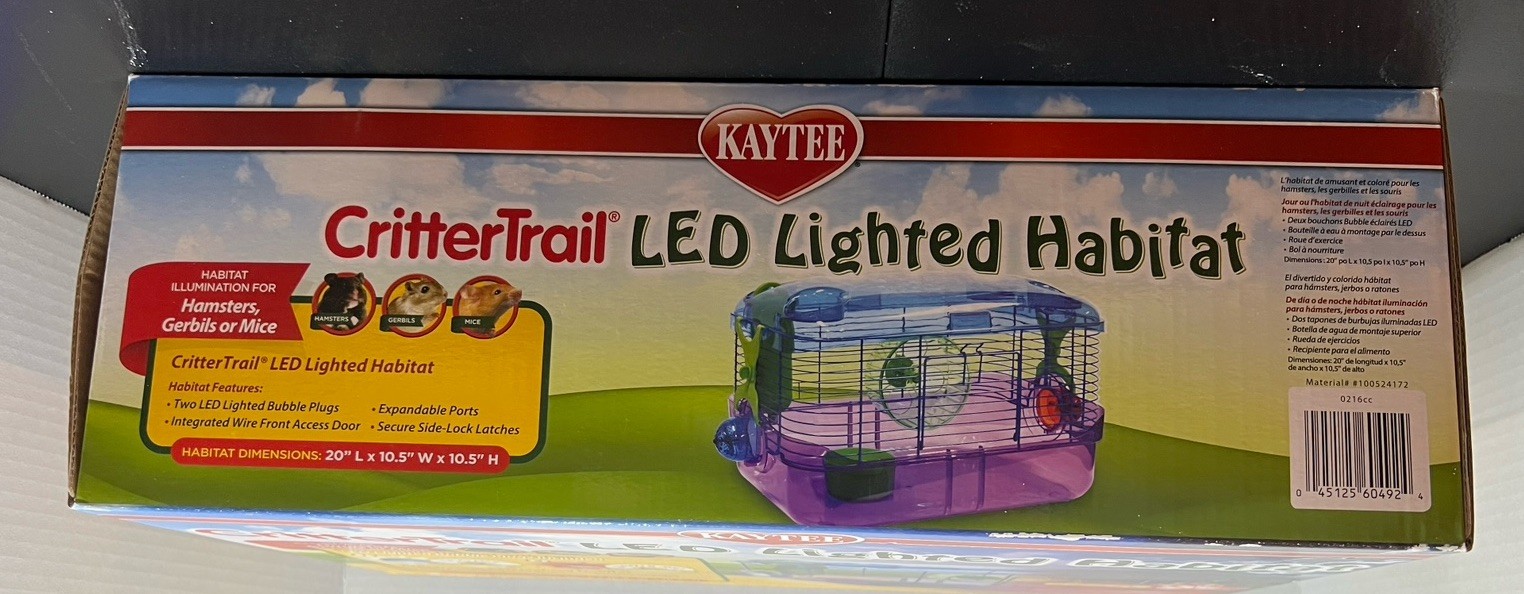 KAYTEE
CritterTrail® LED Lighted Habitat
HABITAT
ILLUMINATION FOR
Hamsters,
Gerbils or Mice
HAMSTERS
GERBILS
MICE
CritterTrail® LED Lighted Habitat
Habitat Features:
• Two LED Lighted Bubble Plugs
• Integrated Wire Front Access Door
• Expandable Ports
• Secure Side-Lock Latches
HABITAT DIMENSIONS: 20" L x 10.5" W x 10.5" H
L'habitat de amusant et coloré pour les
hamsters, les gerbilles et les souris
Jour ou l'habitat de nuit éclairage pour les
hamsters, les gerbilles et les souris
• Deux bouchons Bubble éclairés LED
• Bouteille à eau à montage par le dessus
• Roue d'exercice
• Bol à nourriture
Dimensions : 20" po L x 10,5 po l x 10,5" po H
El divertido y colorido hábitat
para hámsters, jerbos o ratones
De día o de noche hábitat iluminación
para hámsters, jerbos o ratones
• Dos tapones de burbujas iluminadas LED
• Botella de agua de montaje superior
• Rueda de ejercicios
• Recipiente para el alimento
Dimensiones: 20" de longitud x 10,5"
de ancho x 10,5" de alto
Material# #100524172
0216cc
0 45125 60492 4
KAYTEE
CritterTrail LED Lighted Habitat